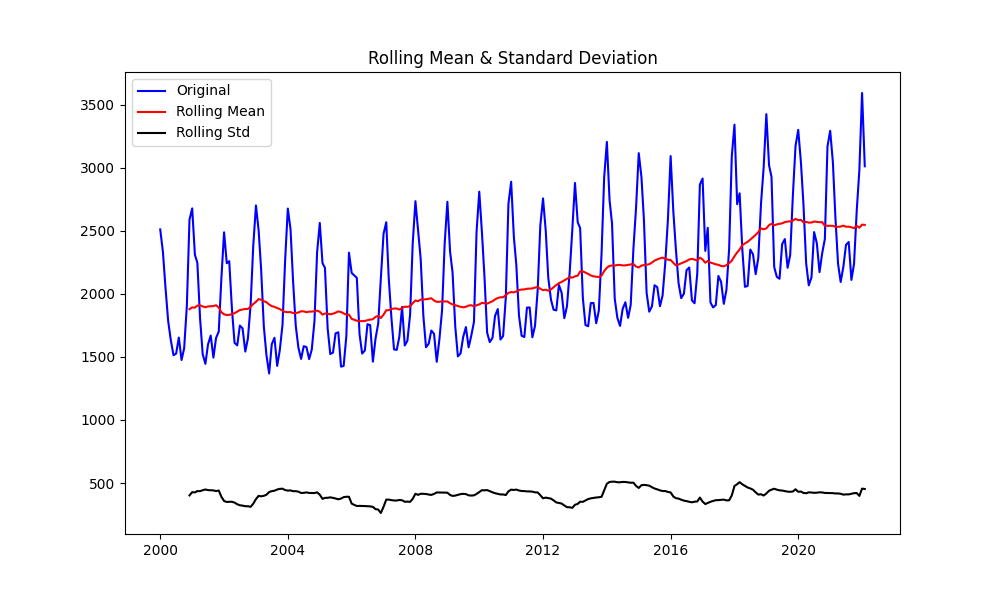 Rolling Mean & Standard Deviation
Original
Rolling Mean
Rolling Std
3500
3000
2500
2000
1500
1000
500
2000 2004 2008 2012 2016 2020